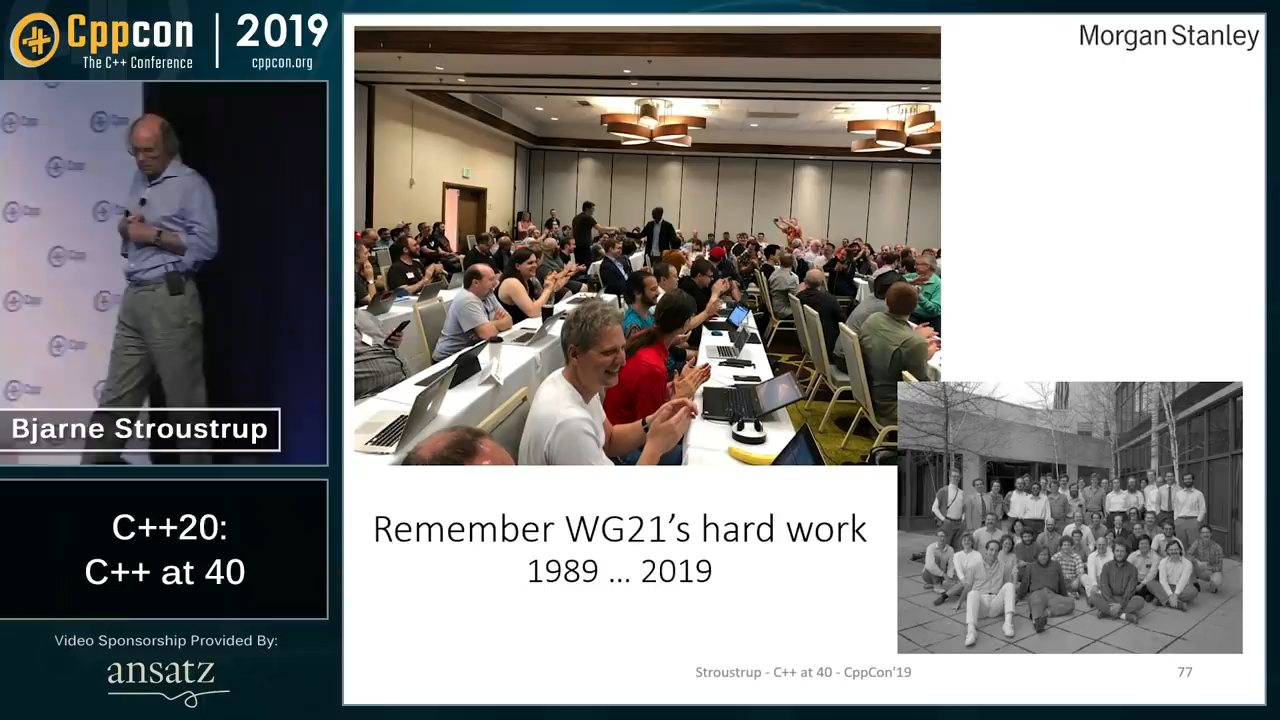 Cppcon
The C++ Conference
2019
cppcon.org
Morgan Stanley
Bjarne Stroustrup
C++20:
C++ at 40
Video Sponsorship Provided By:
ansatz
Remember WG21’s hard work
1989 … 2019
Stroustrup - C++ at 40 - CppCon'19
77